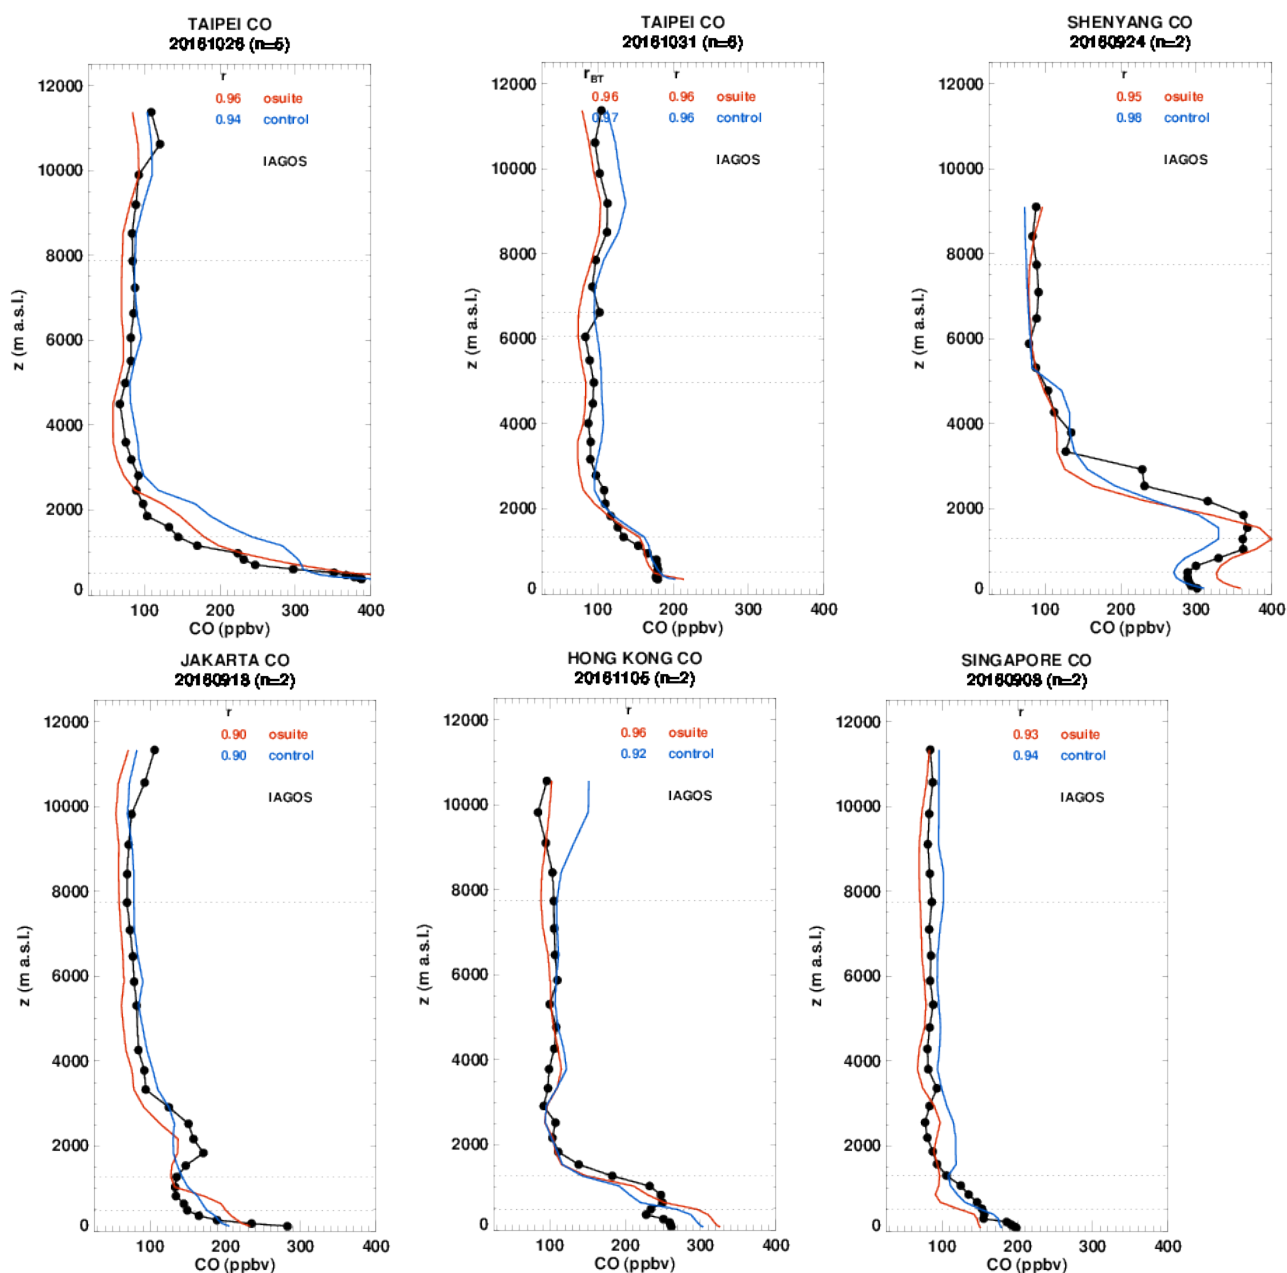 TAIPEI CO
20161026 (n=5)
r
0.96 osuite
0.94 control
IAGOS
12000
10000
8000
6000
4000
2000
0
z (m a.s.l.)
100 200 300 400
CO (ppbv)
TAIPEI CO
20161031 (n=6)
rBT r
0.96 0.96 osuite
0.97 0.96 control
IAGOS
12000
10000
8000
6000
4000
2000
0
z (m a.s.l.)
100 200 300 400
CO (ppbv)
SHENYANG CO
20160924 (n=2)
r
0.95 osuite
0.98 control
IAGOS
12000
10000
8000
6000
4000
2000
0
z (m a.s.l.)
100 200 300 400
CO (ppbv)
JAKARTA CO
20160918 (n=2)
r
0.90 osuite
0.90 control
IAGOS
12000
10000
8000
6000
4000
2000
0
z (m a.s.l.)
100 200 300 400
CO (ppbv)
HONG KONG CO
20161105 (n=2)
r
0.96 osuite
0.92 control
IAGOS
12000
10000
8000
6000
4000
2000
0
z (m a.s.l.)
100 200 300 400
CO (ppbv)
SINGAPORE CO
20160908 (n=2)
r
0.93 osuite
0.94 control
IAGOS
12000
10000
8000
6000
4000
2000
0
z (m a.s.l.)
100 200 300 400
CO (ppbv)